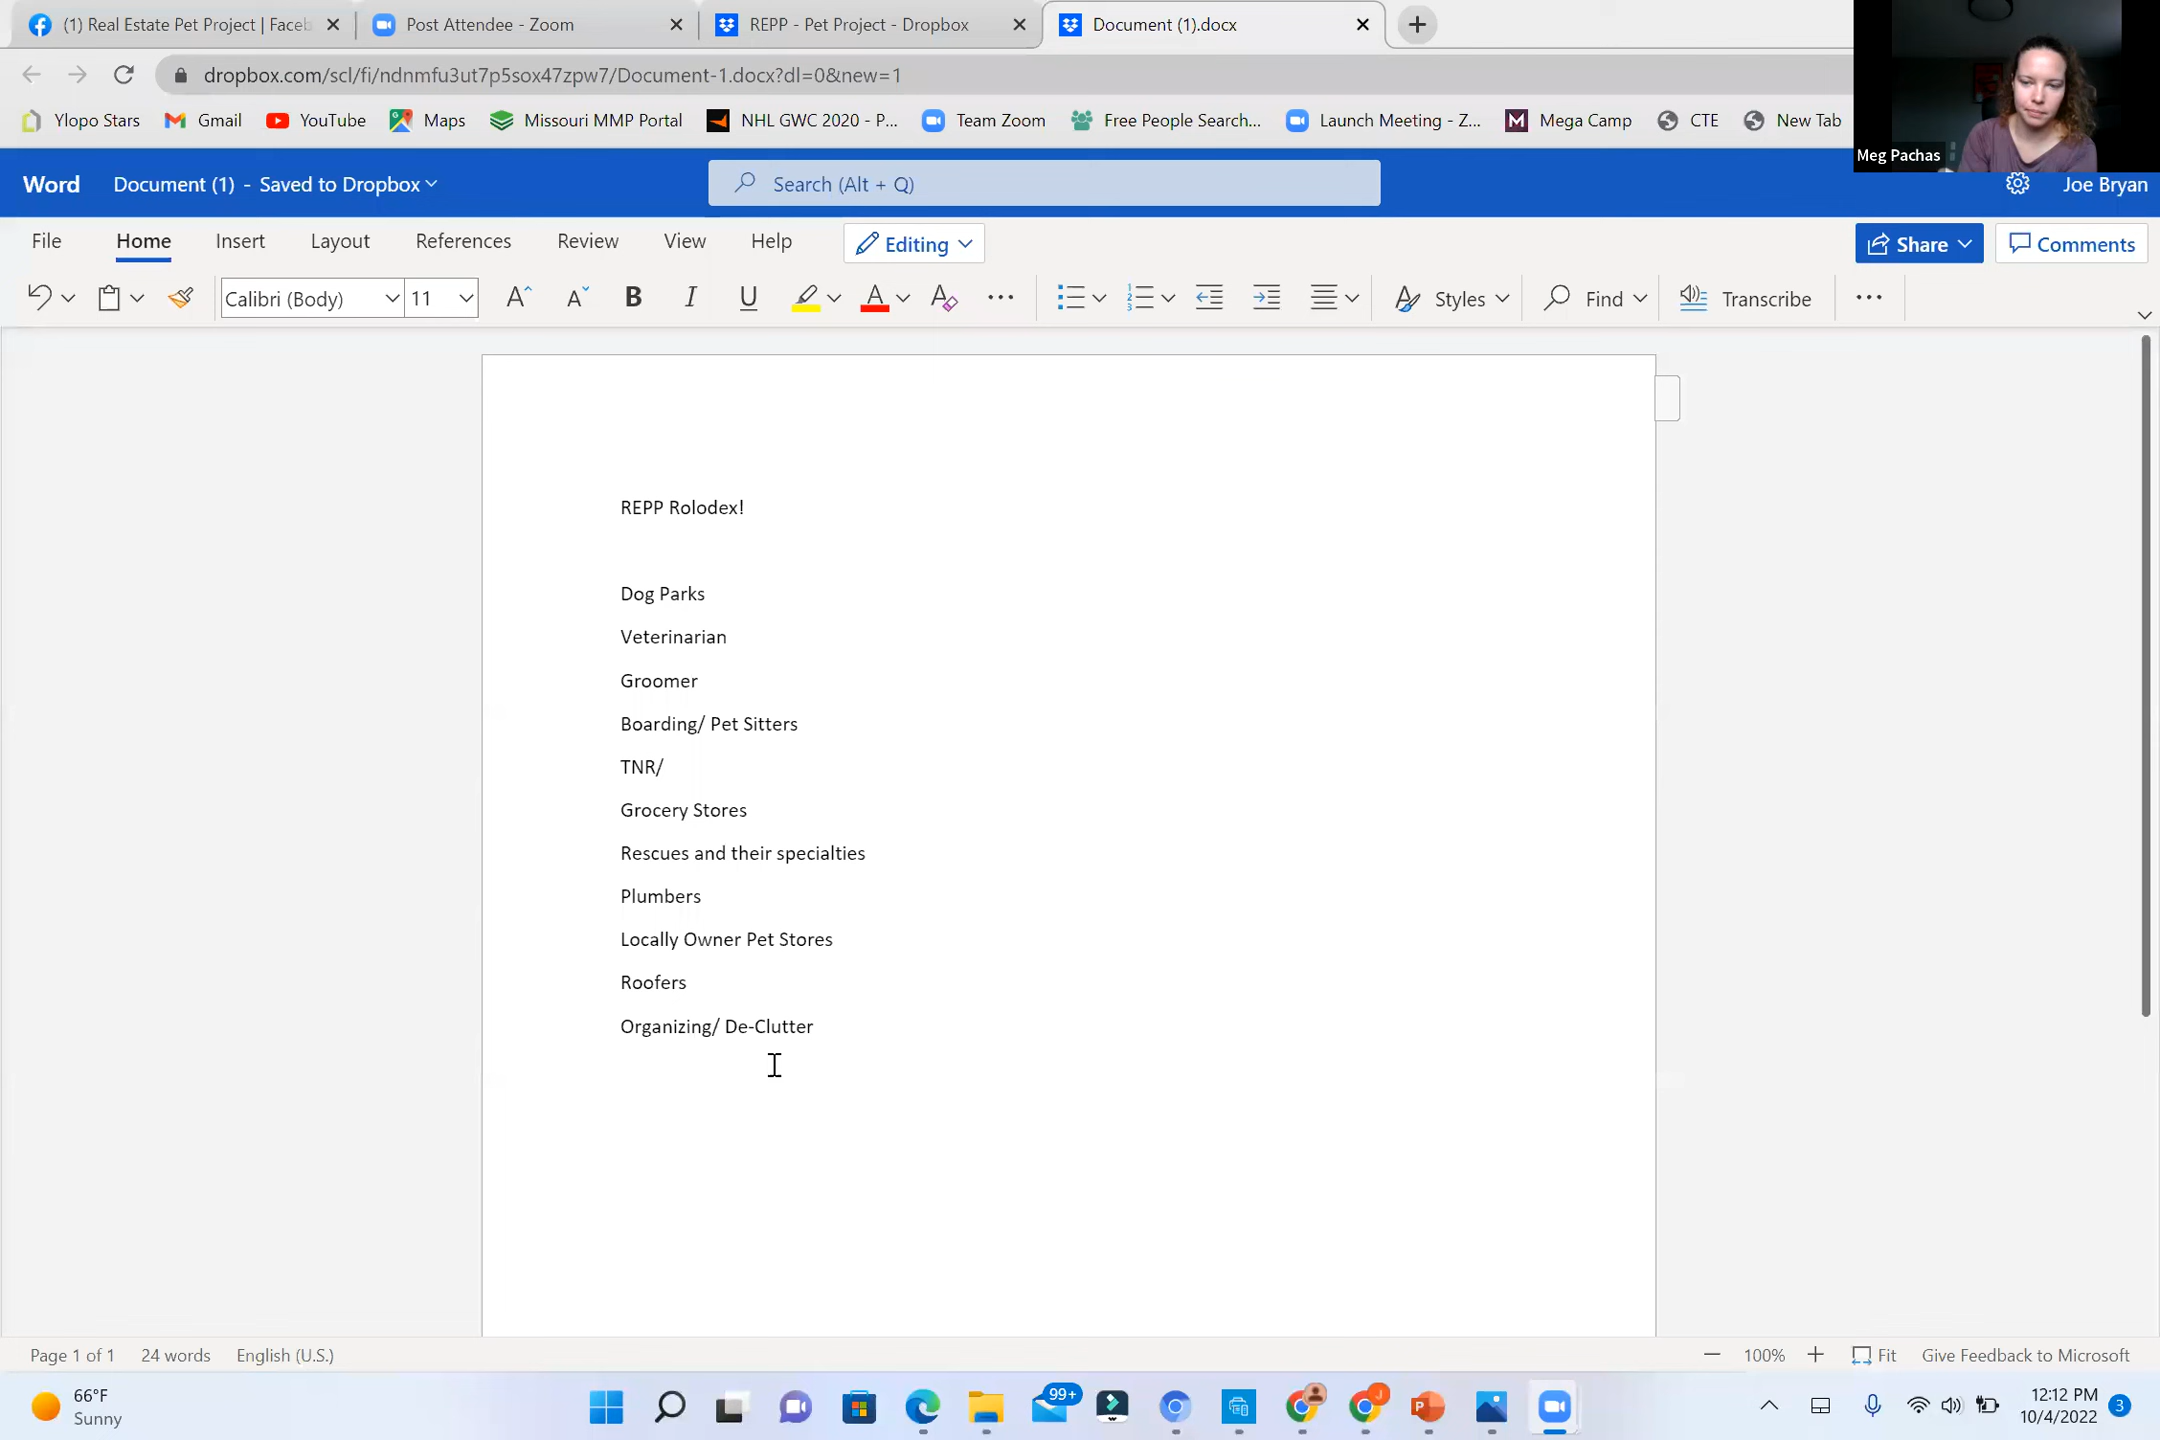 (1) Real Estate Pet Project | Faceb
Post Attendee - Zoom
REPP - Pet Project - Dropbox
Document (1).docx
dropbox.com/scl/fi/ndnmfu3ut7p5sox47zpw7/Document-1.docx?dl=0&new=1
Ylopo Stars
Gmail
YouTube
Maps
Missouri MMP Portal
NHL GWC 2020 - P...
Team Zoom
Free People Search...
Launch Meeting - Z...
Mega Camp
CTE
New Tab
Meg Pachas
Word
Document (1) - Saved to Dropbox
Search (Alt + Q)
Joe Bryan
File
Home
Insert
Layout
References
Review
View
Help
Editing
Share
Comments
Calibri (Body)
11
Styles
Find
Transcribe
REPP Rolodex!
Dog Parks
Veterinarian
Groomer
Boarding/ Pet Sitters
TNR/
Grocery Stores
Rescues and their specialties
Plumbers
Locally Owner Pet Stores
Roofers
Organizing/ De-Clutter
Page 1 of 1
24 words
English (U.S.)
100%
Fit
Give Feedback to Microsoft
66°F
Sunny
99+
12:12 PM
10/4/2022
3